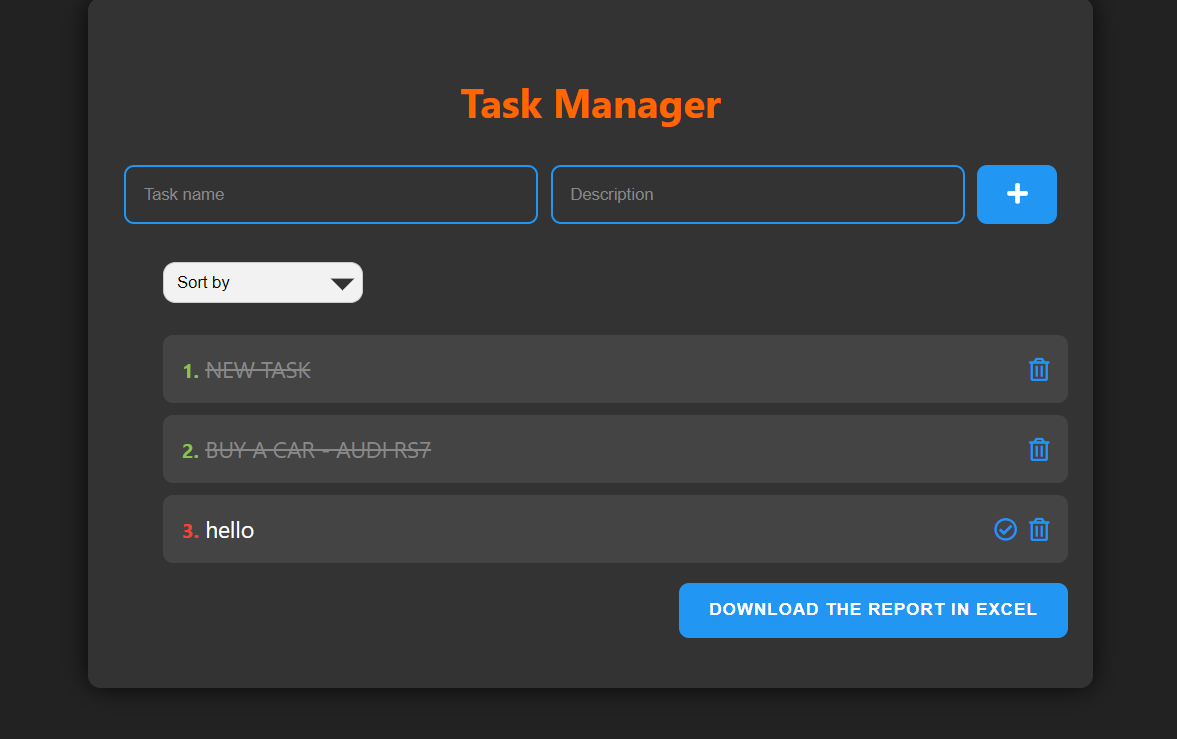 Task Manager
Task name
Description
Sort by
1. NEW TASK
2. BUY A CAR - AUDI RS7
3. hello
DOWNLOAD THE REPORT IN EXCEL